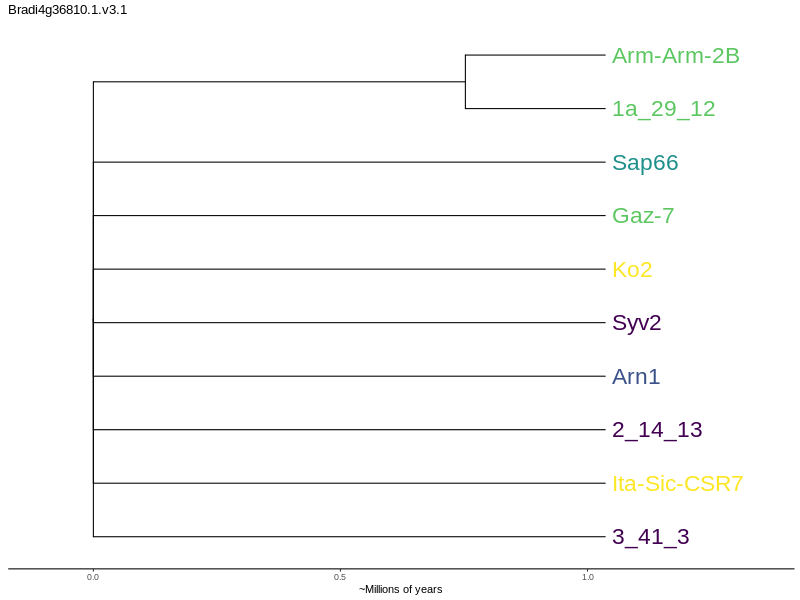 Bradi4g36810.1.v3.1
Arm-Arm-2B
1a_29_12
Sap66
Gaz-7
Ko2
Syv2
Arn1
2_14_13
Ita-Sic-CSR7
3_41_3
0.0 0.5 1.0
~Millions of years